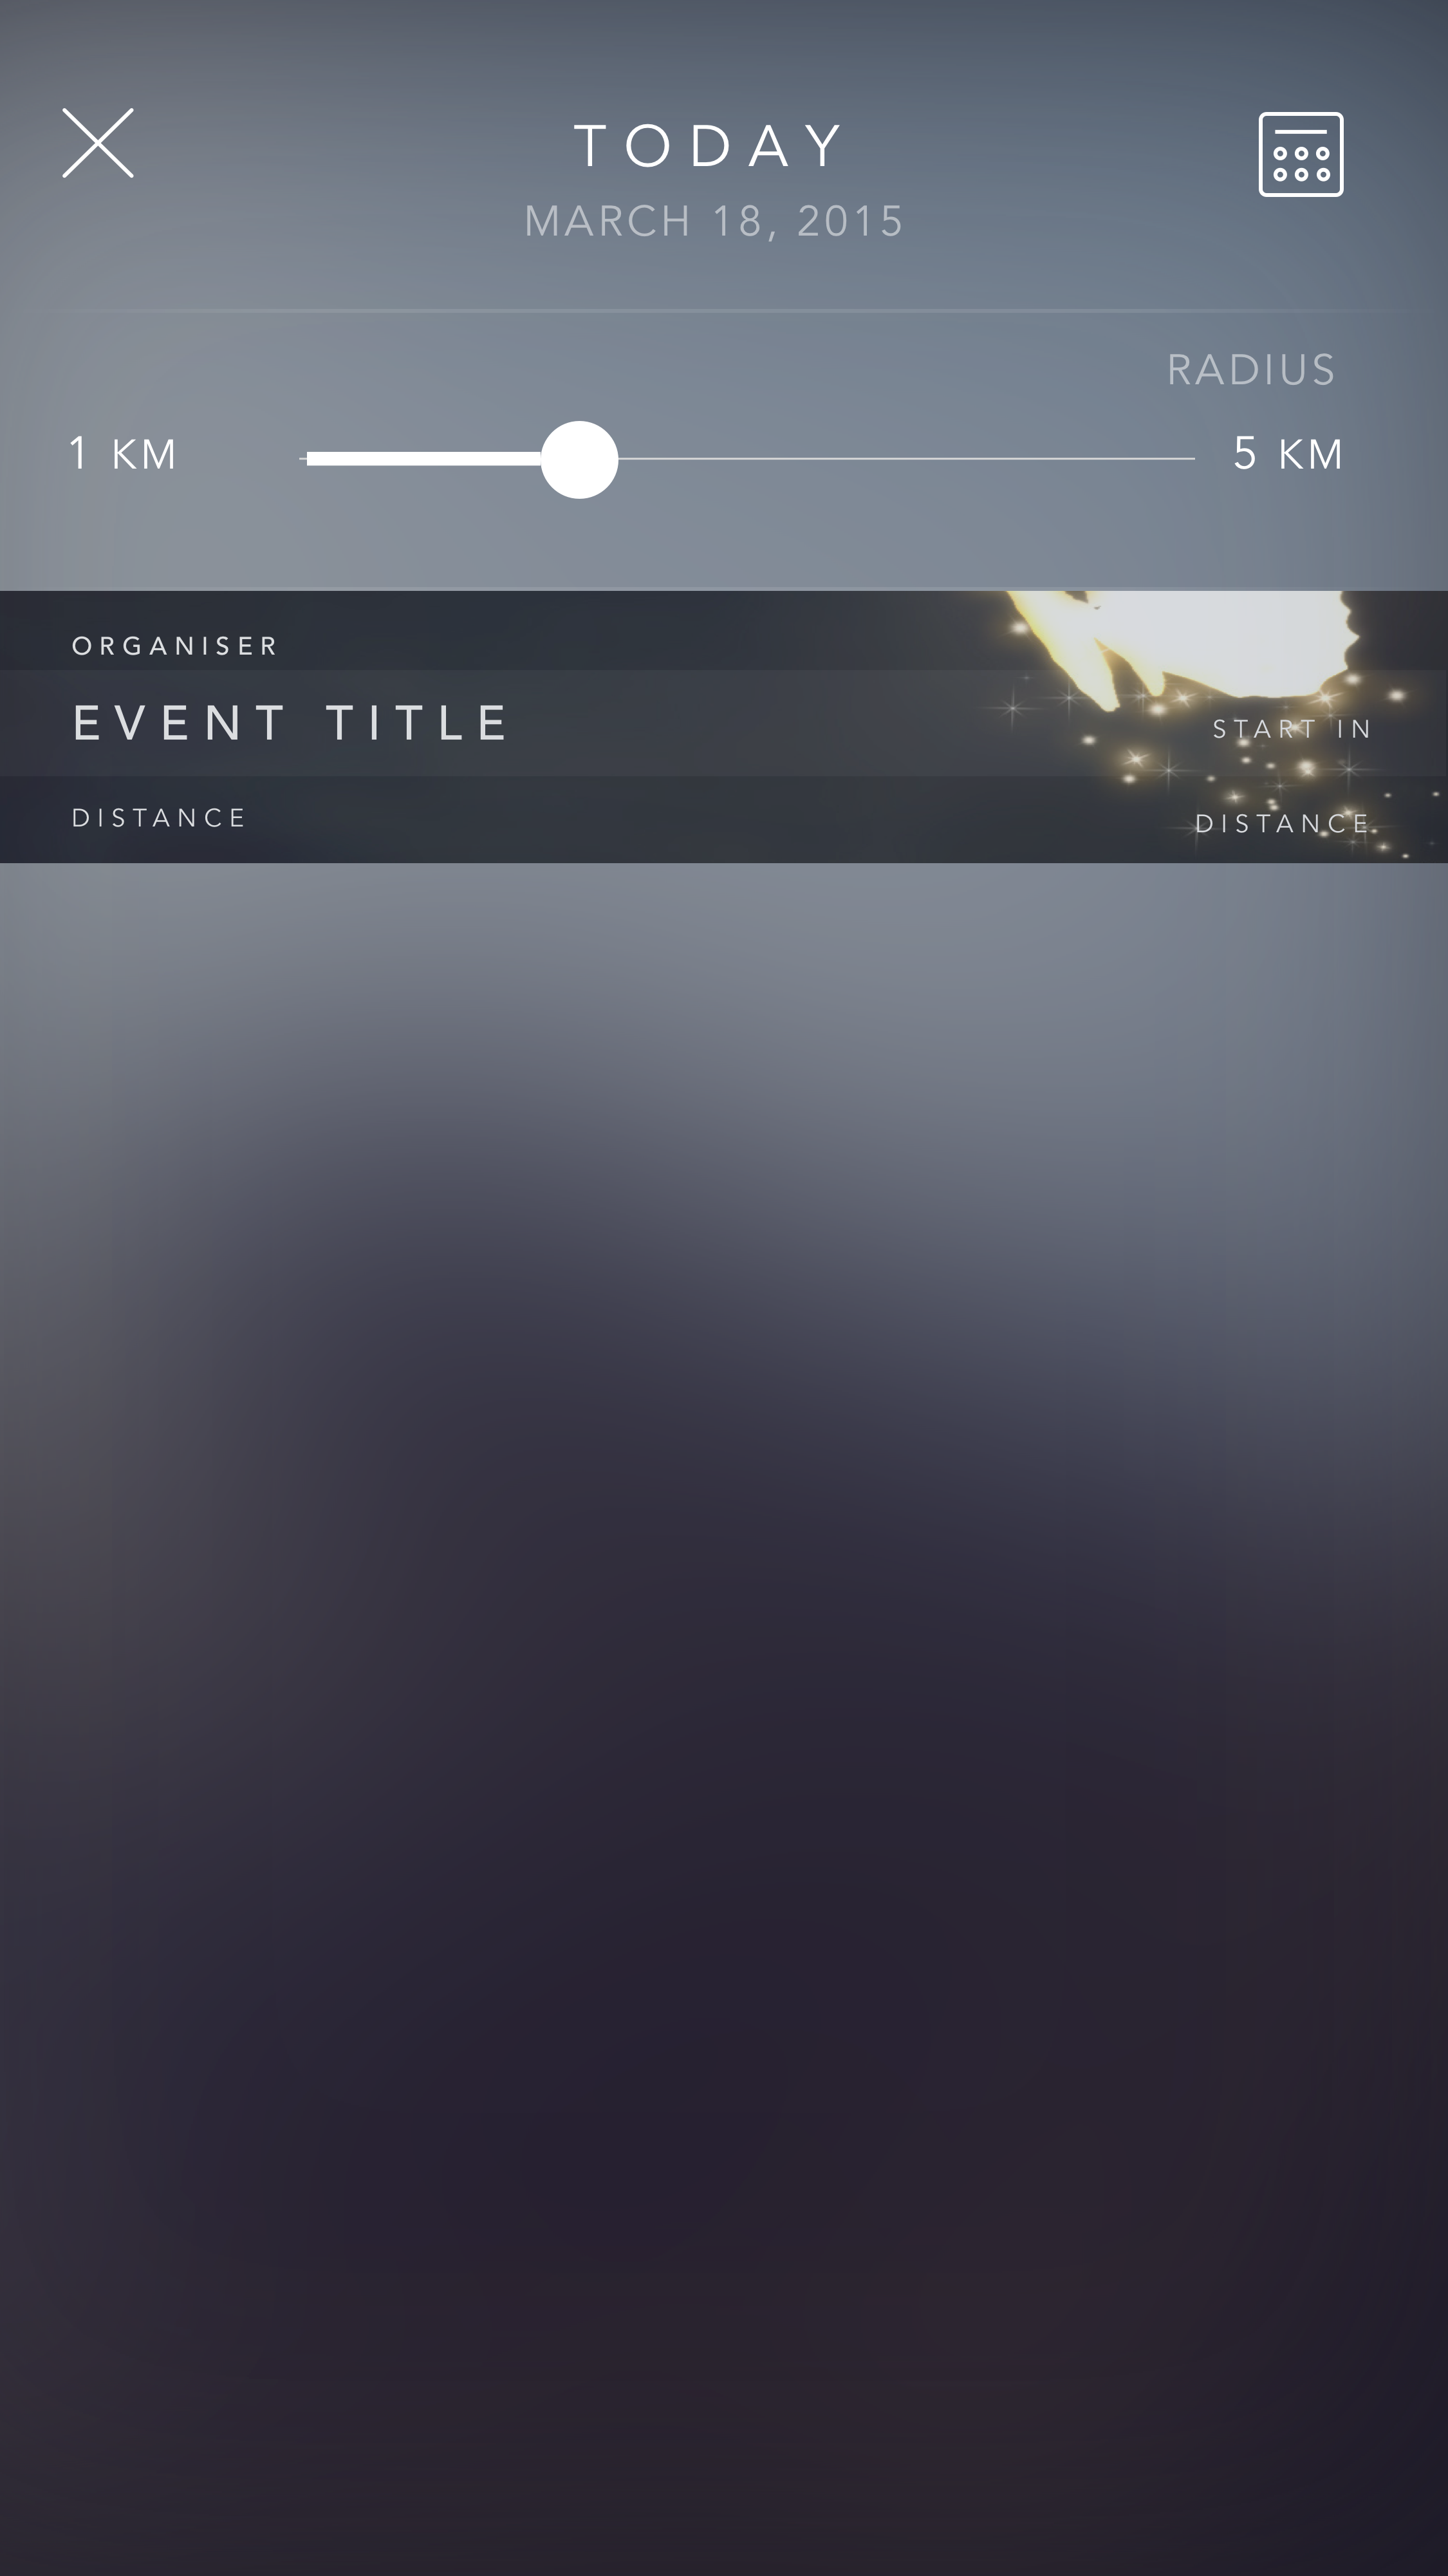 TODAY
MARCH 18, 2015
RADIUS
1 KM
5 KM
ORGANISER
EVENT TITLE
START IN
DISTANCE
DISTANCE